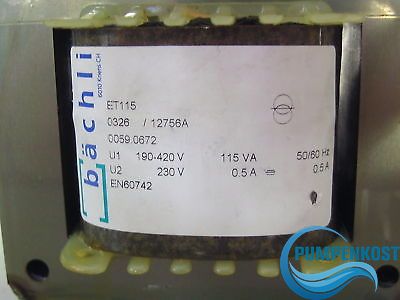 bächli
6010 Kriens CH
ET115
0326 / 12756A
0059.0672
U1 190-420 V 115 VA 50/60 Hz
U2 230 V 0.5 A 0.5 A
EN60742
PUMPENKOST